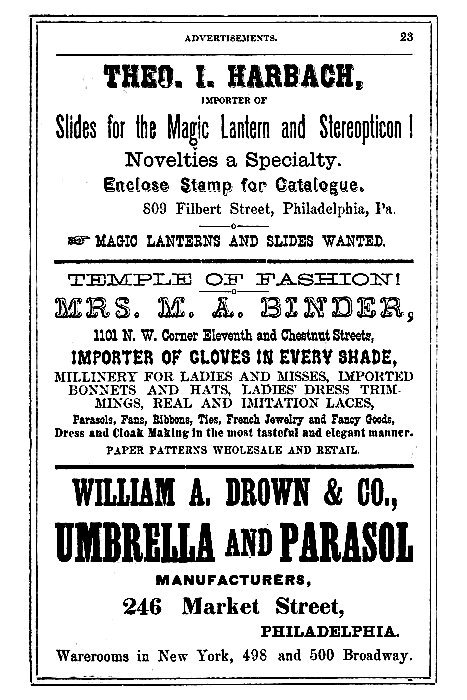 ADVERTISEMENTS. 23
THEO. I. HARBACH,
IMPORTER OF
Slides for the Magic Lantern and Stereopticon!
Novelties a Specialty.
Enclose Stamp for Catalogue.
809 Filbert Street, Philadelphia, Pa.
☞ MAGIC LANTERNS AND SLIDES WANTED.
TEMPLE OF FASHION!
MRS. M. A. BINDER,
1101 N. W. Corner Eleventh and Chestnut Streets,
IMPORTER OF GLOVES IN EVERY SHADE,
MILLINERY FOR LADIES AND MISSES, IMPORTED
BONNETS AND HATS, LADIES' DRESS TRIM-
MINGS, REAL AND IMITATION LACES,
Parasols, Fans, Ribbons, Ties, French Jewelry and Fancy Goods,
Dress and Cloak Making in the most tasteful and elegant manner.
PAPER PATTERNS WHOLESALE AND RETAIL.
WILLIAM A. DROWN & CO.,
UMBRELLA AND PARASOL
MANUFACTURERS,
246 Market Street,
PHILADELPHIA.
Warerooms in New York, 498 and 500 Broadway.